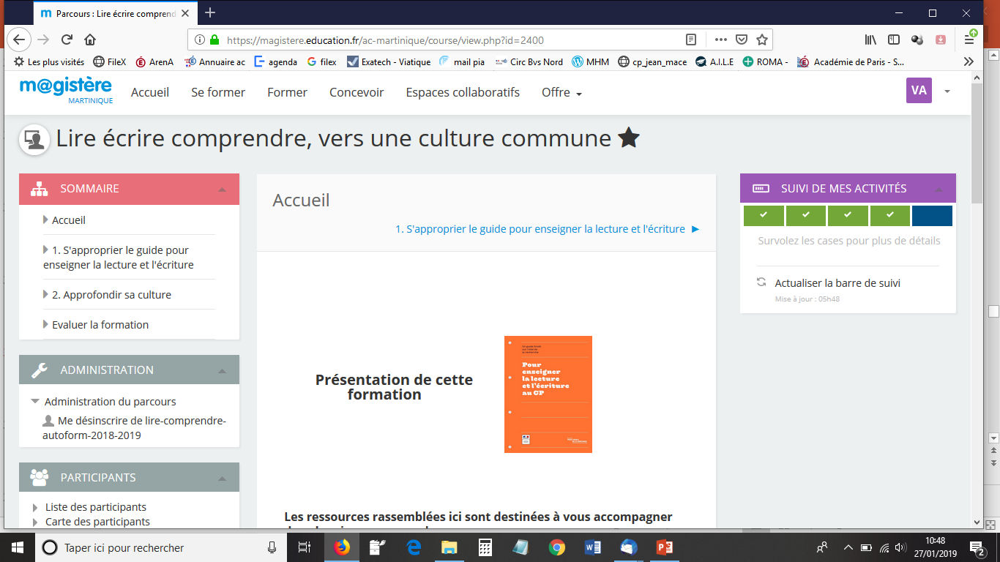 Parcours : Lire écrire comprend
https://magistere.education.fr/ac-martinique/course/view.php?id=2400
Les plus visités FileX ArenA Annuaire ac agenda filex Exatech - Viatique mail pia Circ Bvs Nord MHM cp_jean_mace A.I.L.E ROMA - Académie de Paris - S...
m@gistère
MARTINIQUE
Accueil Se former Former Concevoir Espaces collaboratifs Offre
VA
Lire écrire comprendre, vers une culture commune
SOMMAIRE
Accueil
1. S'approprier le guide pour
enseigner la lecture et l'écriture
2. Approfondir sa culture
Evaluer la formation
ADMINISTRATION
Administration du parcours
Me désinscrire de lire-comprendre-
autoform-2018-2019
PARTICIPANTS
Liste des participants
Carte des participants
Accueil
1. S'approprier le guide pour enseigner la lecture et l'écriture
Présentation de cette
formation
Pour
enseigner
la lecture
et l'écriture
au CP
Les ressources rassemblées ici sont destinées à vous accompagner
SUIVI DE MES ACTIVITÉS
Survolez les cases pour plus de détails
Actualiser la barre de suivi
Mise à jour : 05h48
Taper ici pour rechercher
10:48
27/01/2019
2